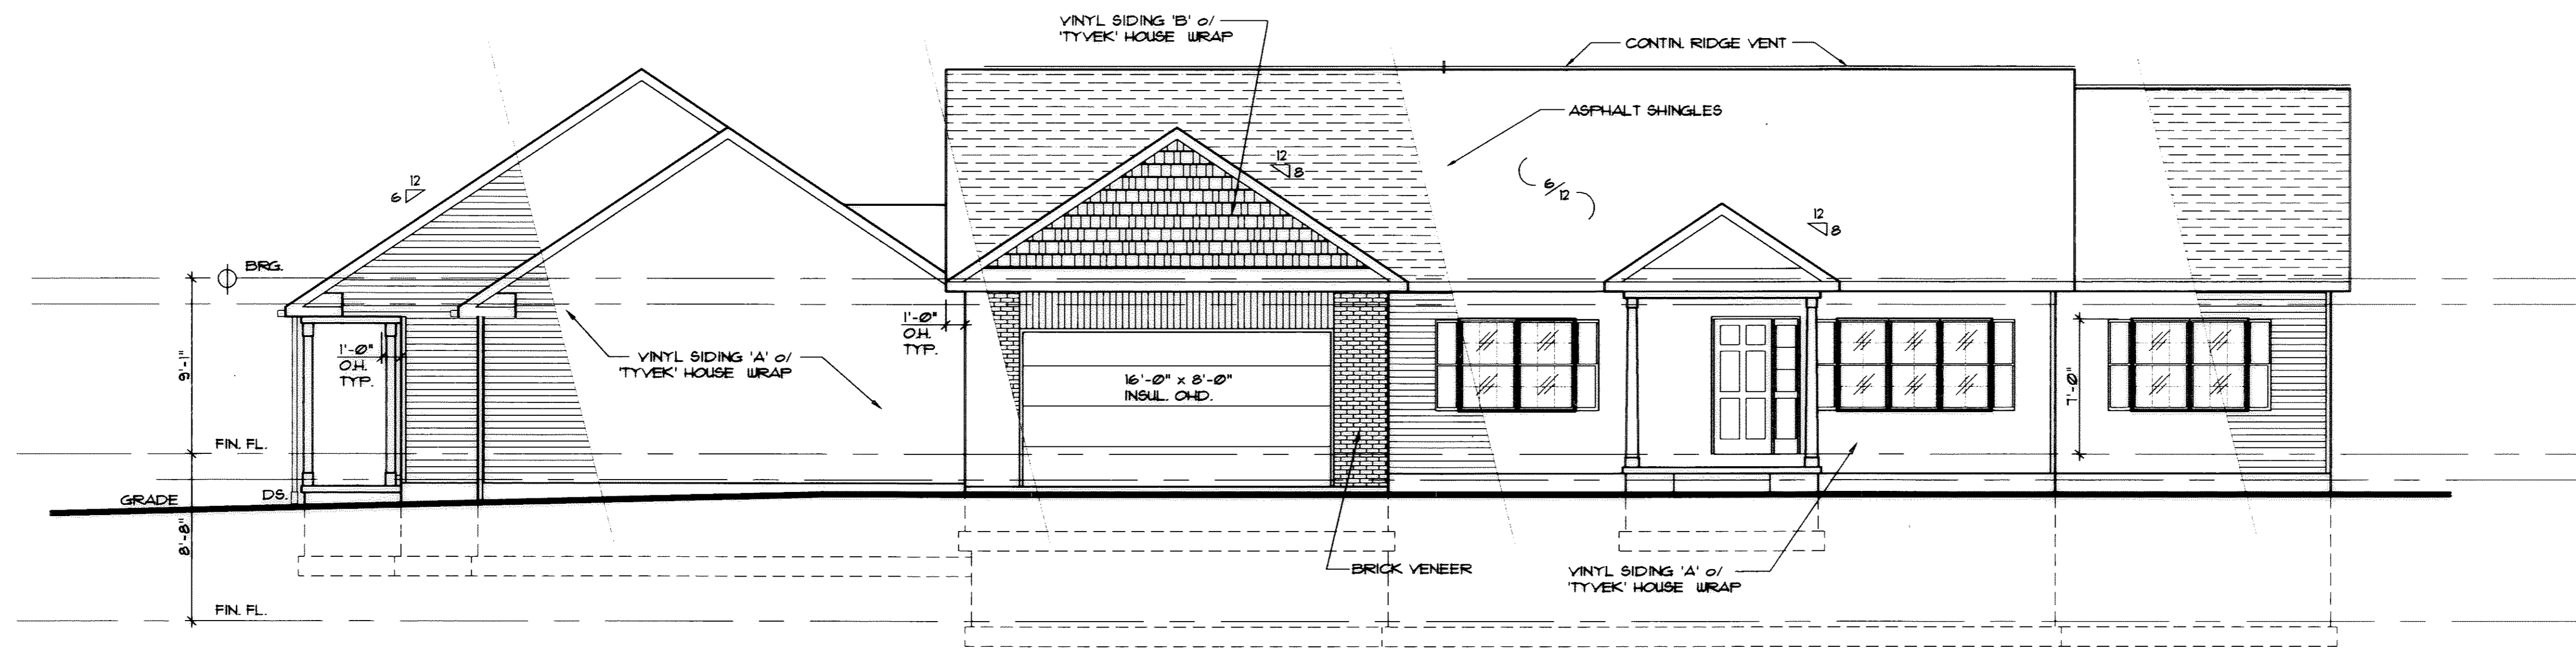 VINYL SIDING 'B' o/
'TYVEK' HOUSE WRAP
CONTIN. RIDGE VENT
ASPHALT SHINGLES
12
6
12
8
6/12
12
8
BRG.
9'-1"
1'-0"
O.H.
TYP.
1'-0"
O.H.
TYP.
VINYL SIDING 'A' o/
'TYVEK' HOUSE WRAP
16'-0" x 8'-0"
INSUL. OHD.
7'-0"
FIN. FL.
GRADE
DS.
8'-8"
BRICK VENEER
VINYL SIDING 'A' o/
'TYVEK' HOUSE WRAP
FIN. FL.